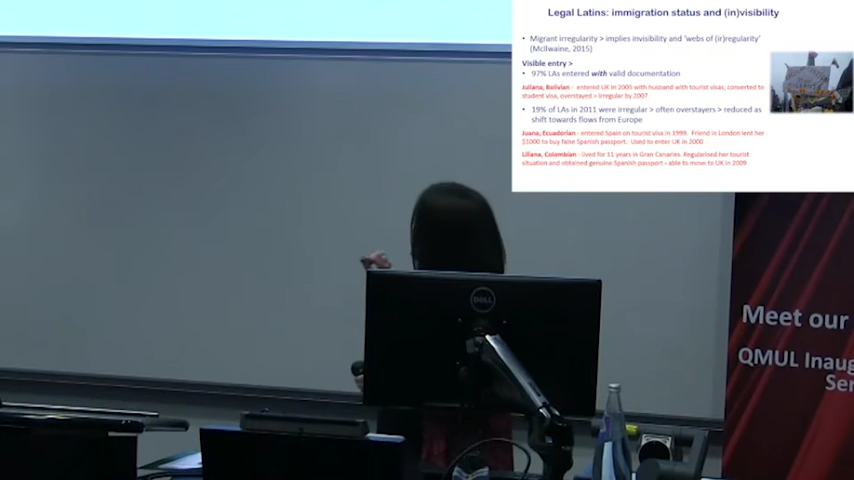 Legal Latins: immigration status and (in)visibility
• Migrant irregularity > implies invisibility and 'webs of (ir)regularity'
(McIlwaine, 2015)
Visible entry >
• 97% LAs entered with valid documentation
Juliana, Bolivian - entered UK in 2005 with husband with tourist visas, converted to
student visa, overstayed > irregular by 2007
• 19% of LAs in 2011 were irregular > often overstayers > reduced as
shift towards flows from Europe
Juana, Ecuadorian - entered Spain on tourist visa in 1999. Friend in London lent her
$1000 to buy false Spanish passport. Used to enter UK in 2000
Liliana, Colombian - lived for 11 years in Gran Canaries. Regularised her tourist
situation and obtained genuine Spanish passport - able to move to UK in 2009
DELL
Meet our
QMUL Inaug
Ser